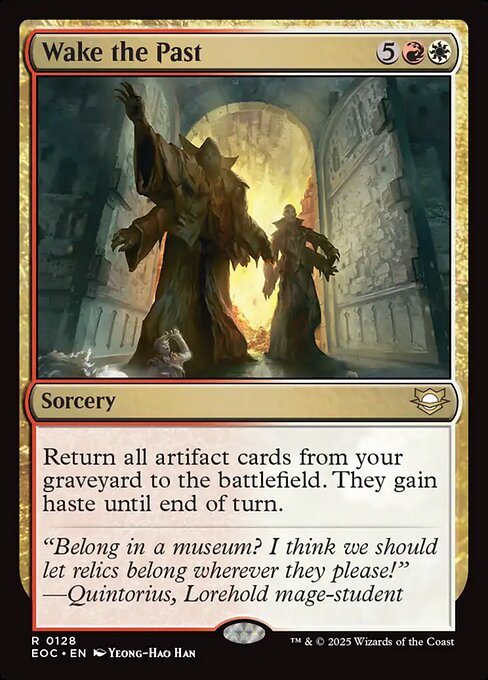 Wake the Past 5
Sorcery
Return all artifact cards from your
graveyard to the battlefield. They gain
haste until end of turn.
“Belong in a museum? I think we should
let relics belong wherever they please!”
—Quintorius, Lorehold mage-student
R 0128
EOC • EN Yeong-Hao Han
™ & © 2025 Wizards of the Coast